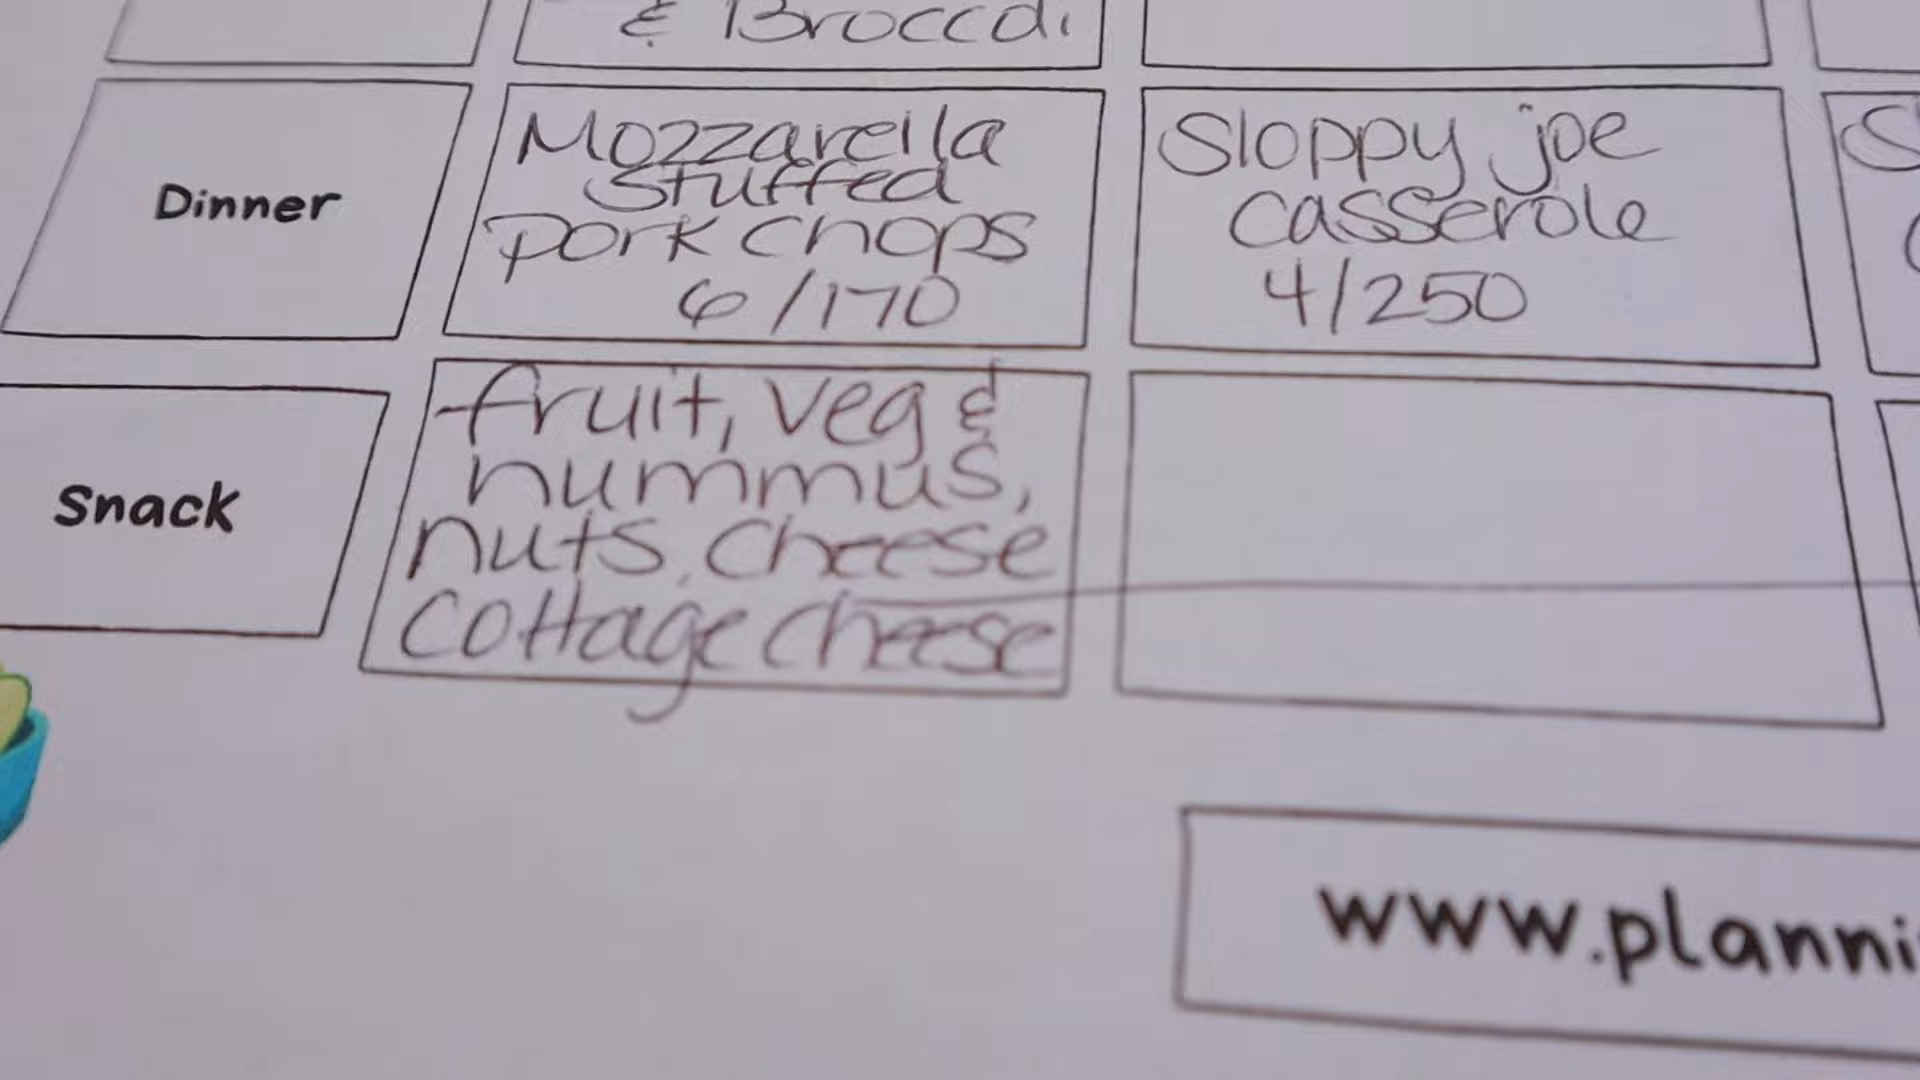 & Broccoli
Dinner
Mozzarella
stuffed
pork chops
6/170
Sloppy joe
casserole
4/250
Snack
fruit, veg &
hummus,
nuts, cheese
cottage cheese
www.planni